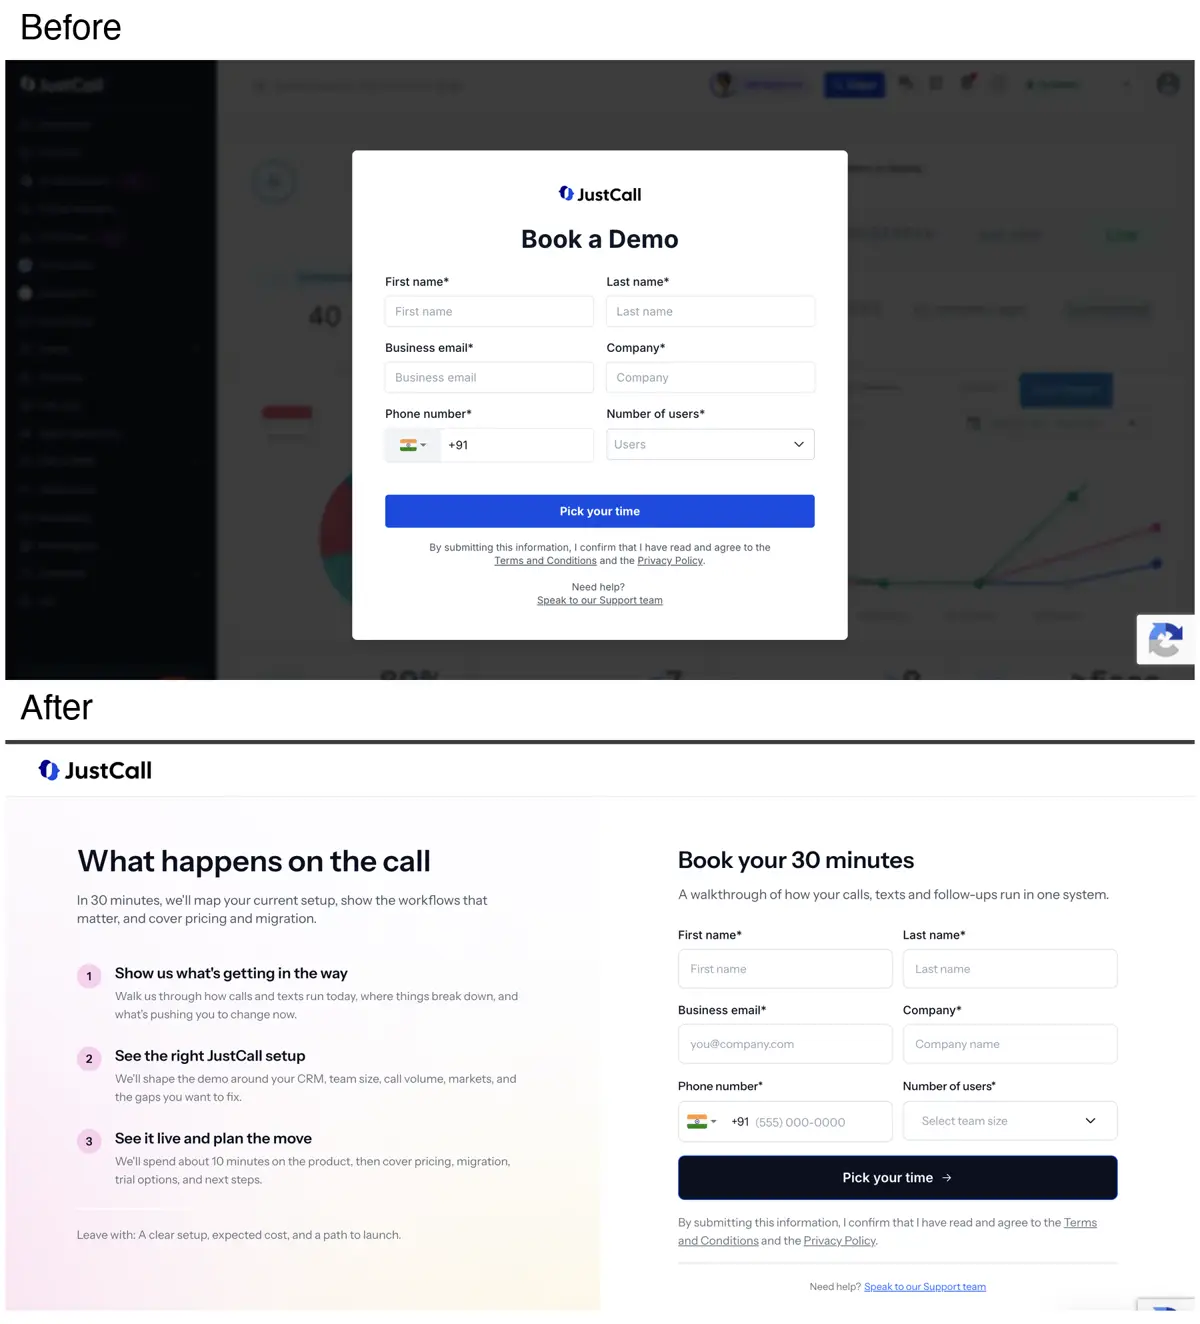 Before
JustCall
40
JustCall
Book a Demo
First name*
Last name*
First name
Last name
Business email*
Company*
Business email
Company
Phone number*
Number of users*
+91
Users
Pick your time
By submitting this information, I confirm that I have read and agree to the
Terms and Conditions and the Privacy Policy.
Need help?
Speak to our Support team
After
JustCall
What happens on the call
In 30 minutes, we'll map your current setup, show the workflows that
matter, and cover pricing and migration.
1
Show us what's getting in the way
Walk us through how calls and texts run today, where things break down, and
what's pushing you to change now.
2
See the right JustCall setup
We'll shape the demo around your CRM, team size, call volume, markets, and
the gaps you want to fix.
3
See it live and plan the move
We'll spend about 10 minutes on the product, then cover pricing, migration,
trial options, and next steps.
Leave with: A clear setup, expected cost, and a path to launch.
Book your 30 minutes
A walkthrough of how your calls, texts and follow-ups run in one system.
First name*
Last name*
First name
Last name
Business email*
Company*
you@company.com
Company name
Phone number*
Number of users*
+91 (555) 000-0000
Select team size
Pick your time →
By submitting this information, I confirm that I have read and agree to the Terms
and Conditions and the Privacy Policy.
Need help? Speak to our Support team